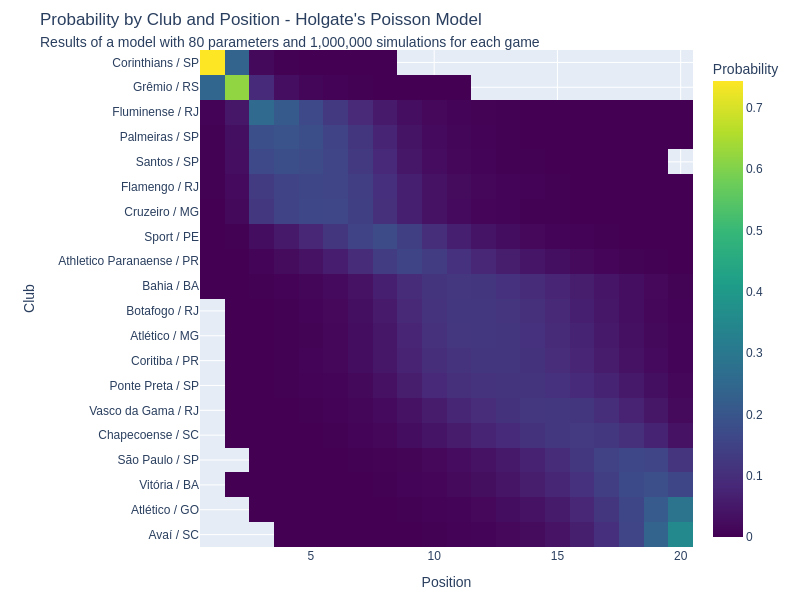 Probability by Club and Position - Holgate's Poisson Model
Results of a model with 80 parameters and 1,000,000 simulations for each game
Probability
Club
Corinthians / SP
Grêmio / RS
Fluminense / RJ
Palmeiras / SP
Santos / SP
Flamengo / RJ
Cruzeiro / MG
Sport / PE
Athletico Paranaense / PR
Bahia / BA
Botafogo / RJ
Atlético / MG
Coritiba / PR
Ponte Preta / SP
Vasco da Gama / RJ
Chapecoense / SC
São Paulo / SP
Vitória / BA
Atlético / GO
Avaí / SC
0.7
0.6
0.5
0.4
0.3
0.2
0.1
0
5 10 15 20
Position